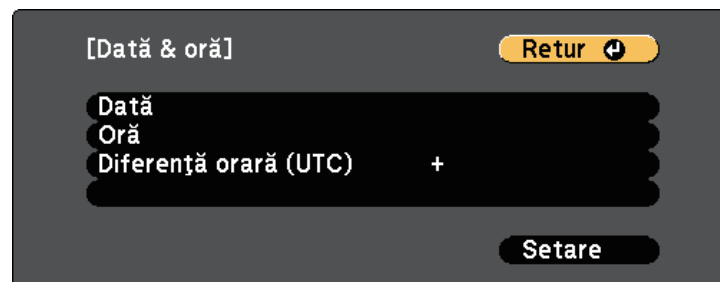 [Dată & oră]
Retur
Dată
Oră
Diferenţă orară (UTC) +
Setare